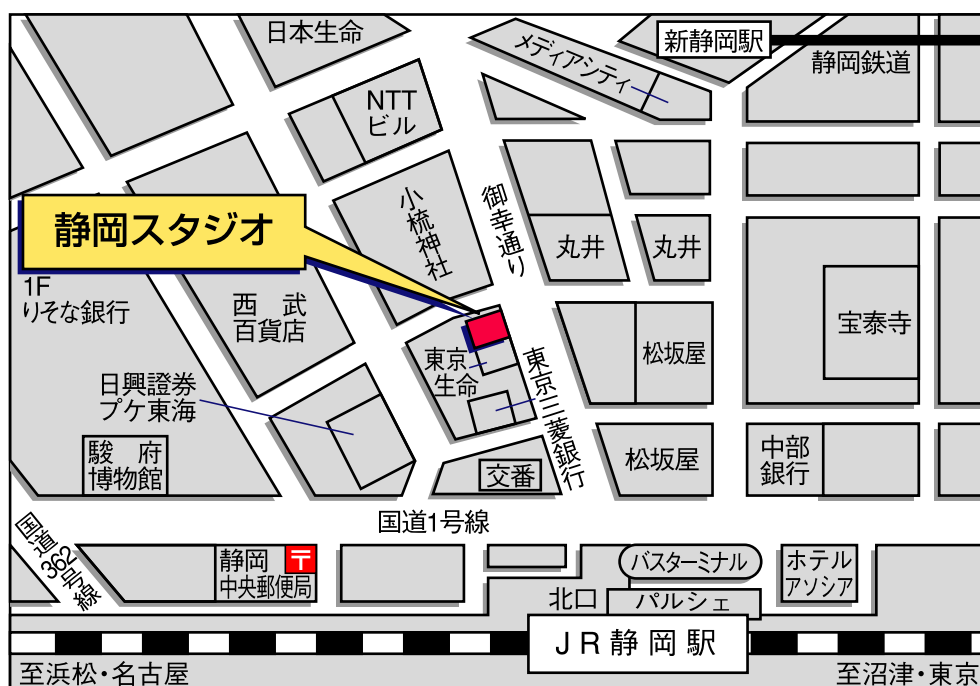 日本生命
メディアシティ
新静岡駅
静岡鉄道
NTT
ビル
小梳神社
御幸通り
丸井
丸井
静岡スタジオ
1F
りそな銀行
西 武
百貨店
東京
生命
東京三菱銀行
松坂屋
宝泰寺
日興證券
プケ東海
駿 府
博物館
交番
松坂屋
中部
銀行
国道1号線
国道362号線
静岡
中央郵便局
〒
バスターミナル
ホテル
アソシア
北口
パルシェ
JR静岡駅
至浜松・名古屋
至沼津・東京